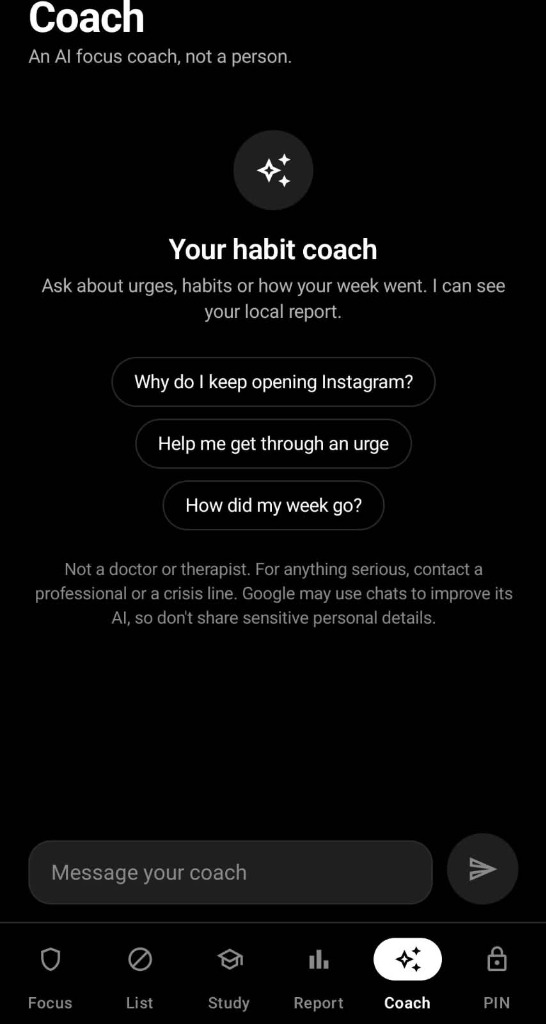 Coach
An AI focus coach, not a person.
Your habit coach
Ask about urges, habits or how your week went. I can see
your local report.
Why do I keep opening Instagram?
Help me get through an urge
How did my week go?
Not a doctor or therapist. For anything serious, contact a
professional or a crisis line. Google may use chats to improve its
AI, so don't share sensitive personal details.
Message your coach
Focus
List
Study
Report
Coach
PIN